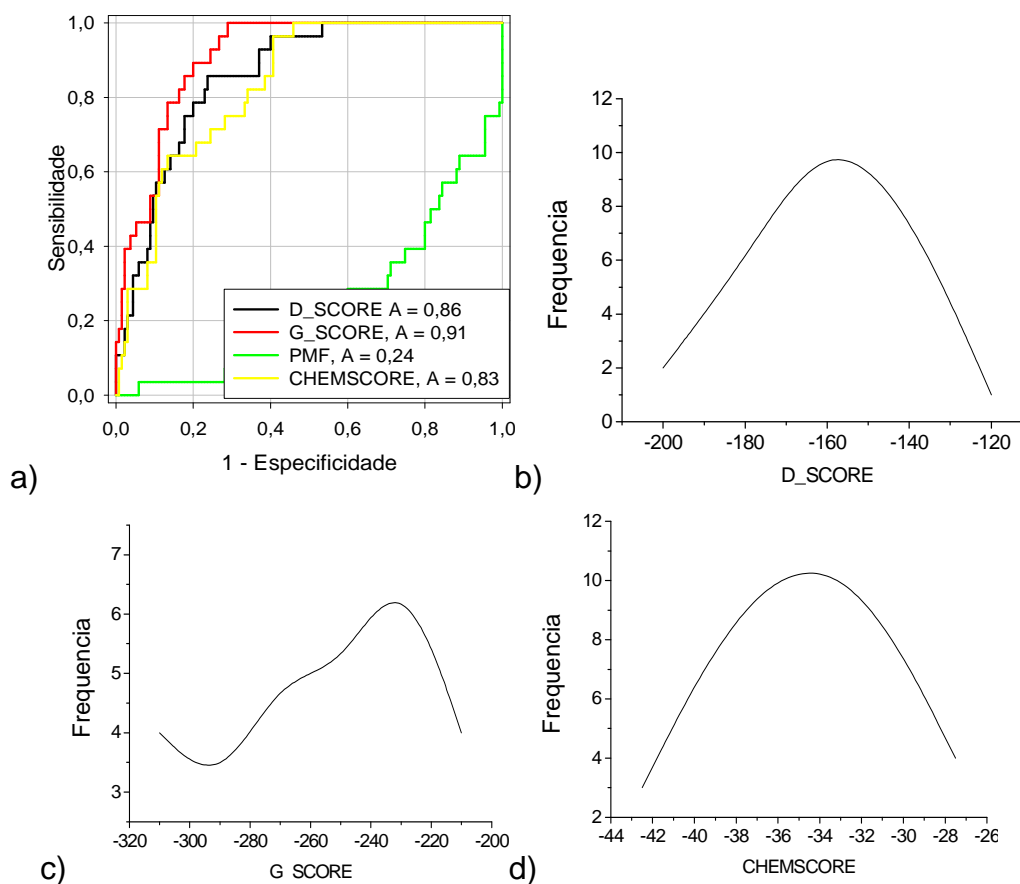 1,0
0,8
0,6
0,4
0,2
0,0
Sensibilidade
D_SCORE A = 0,86
G_SCORE, A = 0,91
PMF, A = 0,24
CHEMSCORE, A = 0,83
0,0 0,2 0,4 0,6 0,8 1,0
1 - Especificidade
a)
12
10
8
6
4
2
0
Frequencia
-200 -180 -160 -140 -120
D_SCORE
b)
7
6
5
4
3
Frequencia
-320 -300 -280 -260 -240 -220 -200
G SCORE
c)
12
10
8
6
4
2
Frequencia
-44 -42 -40 -38 -36 -34 -32 -30 -28 -26
CHEMSCORE
d)